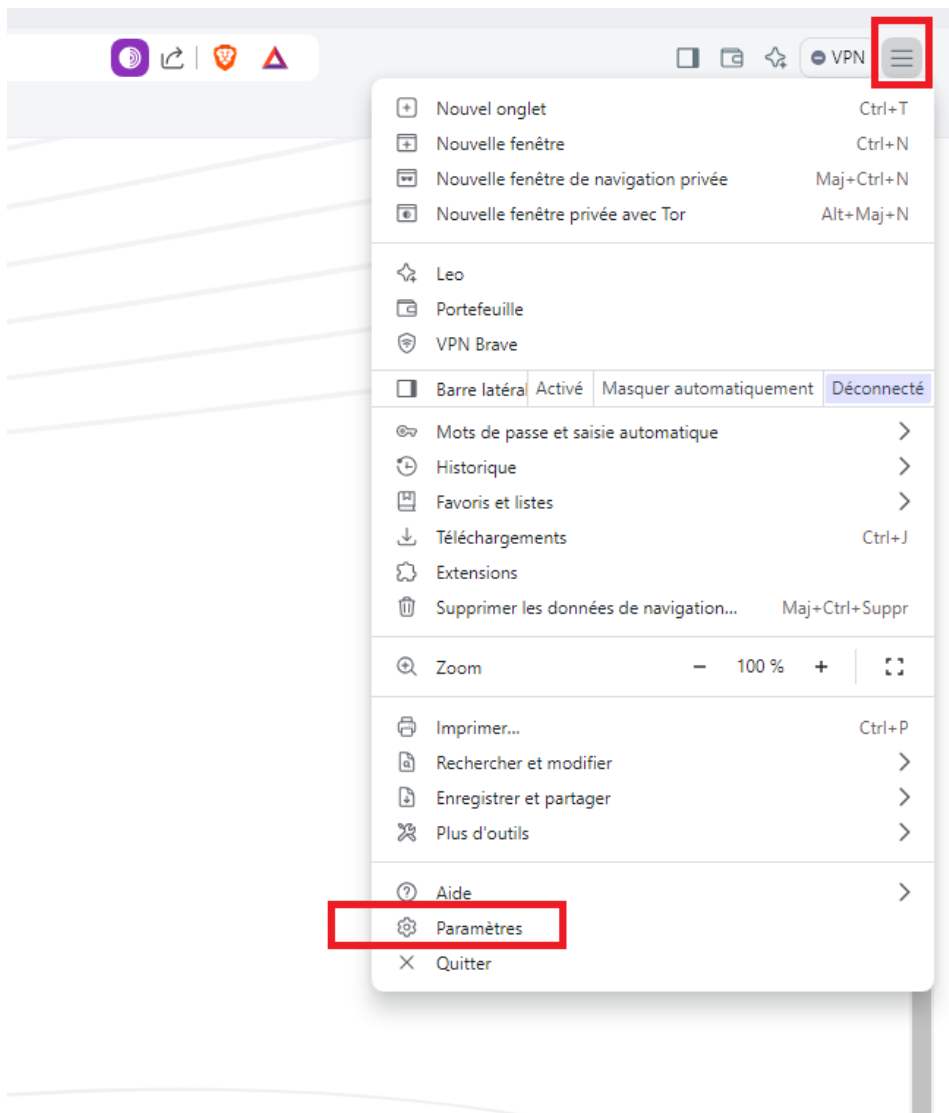 VPN
Nouvel onglet Ctrl+T
Nouvelle fenêtre Ctrl+N
Nouvelle fenêtre de navigation privée Maj+Ctrl+N
Nouvelle fenêtre privée avec Tor Alt+Maj+N
Leo
Portefeuille
VPN Brave
Barre latéra Activé Masquer automatiquement Déconnecté
Mots de passe et saisie automatique
Historique
Favoris et listes
Téléchargements Ctrl+J
Extensions
Supprimer les données de navigation... Maj+Ctrl+Suppr
Zoom − 100 % +
Imprimer... Ctrl+P
Rechercher et modifier
Enregistrer et partager
Plus d'outils
Aide
Paramètres
Quitter